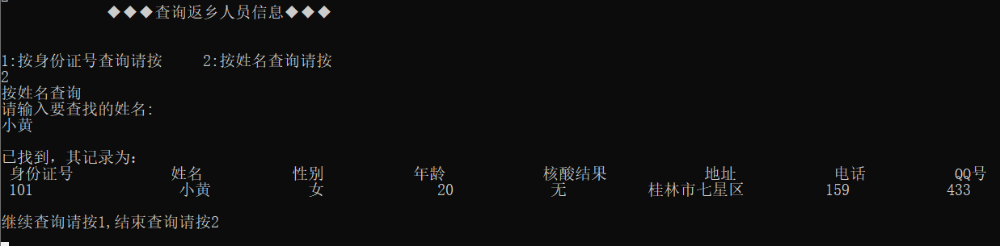 ◆◆◆查询返乡人员信息◆◆◆
1:按身份证号查询请按 2:按姓名查询请按
2
按姓名查询
请输入要查找的姓名:
小黄
已找到，其记录为:
身份证号 姓名 性别 年龄 核酸结果 地址 电话 QQ号
101 小黄 女 20 无 桂林市七星区 159 433
继续查询请按1,结束查询请按2